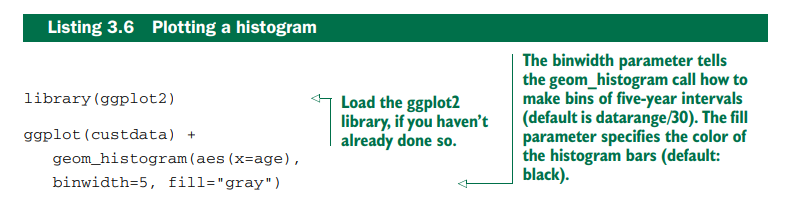 Listing 3.6 Plotting a histogram
library(ggplot2)
ggplot(custdata) +
geom_histogram(aes(x=age),
binwidth=5, fill="gray")
Load the ggplot2
library, if you haven't
already done so.
The binwidth parameter tells
the geom_histogram call how to
make bins of five-year intervals
(default is datarange/30). The fill
parameter specifies the color of
the histogram bars (default:
black).